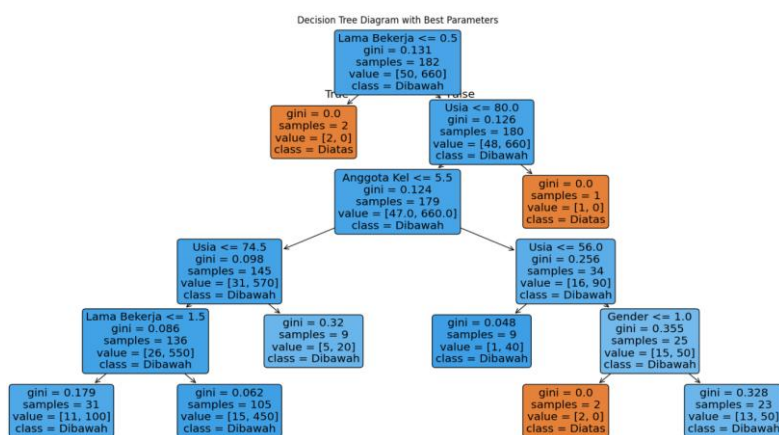 Decision Tree Diagram with Best Parameters
Lama Bekerja <= 0.5
gini = 0.131
samples = 182
value = [50, 660]
class = Dibawah
True
False
gini = 0.0
samples = 2
value = [2, 0]
class = Diatas
Usia <= 80.0
gini = 0.126
samples = 180
value = [48, 660]
class = Dibawah
Anggota Kel <= 5.5
gini = 0.124
samples = 179
value = [47.0, 660.0]
class = Dibawah
gini = 0.0
samples = 1
value = [1, 0]
class = Diatas
Usia <= 74.5
gini = 0.098
samples = 145
value = [31, 570]
class = Dibawah
Usia <= 56.0
gini = 0.256
samples = 34
value = [16, 90]
class = Dibawah
Lama Bekerja <= 1.5
gini = 0.086
samples = 136
value = [26, 550]
class = Dibawah
gini = 0.32
samples = 9
value = [5, 20]
class = Dibawah
gini = 0.048
samples = 9
value = [1, 40]
class = Dibawah
Gender <= 1.0
gini = 0.355
samples = 25
value = [15, 50]
class = Dibawah
gini = 0.179
samples = 31
value = [11, 100]
class = Dibawah
gini = 0.062
samples = 105
value = [15, 450]
class = Dibawah
gini = 0.0
samples = 2
value = [2, 0]
class = Diatas
gini = 0.328
samples = 23
value = [13, 50]
class = Dibawah